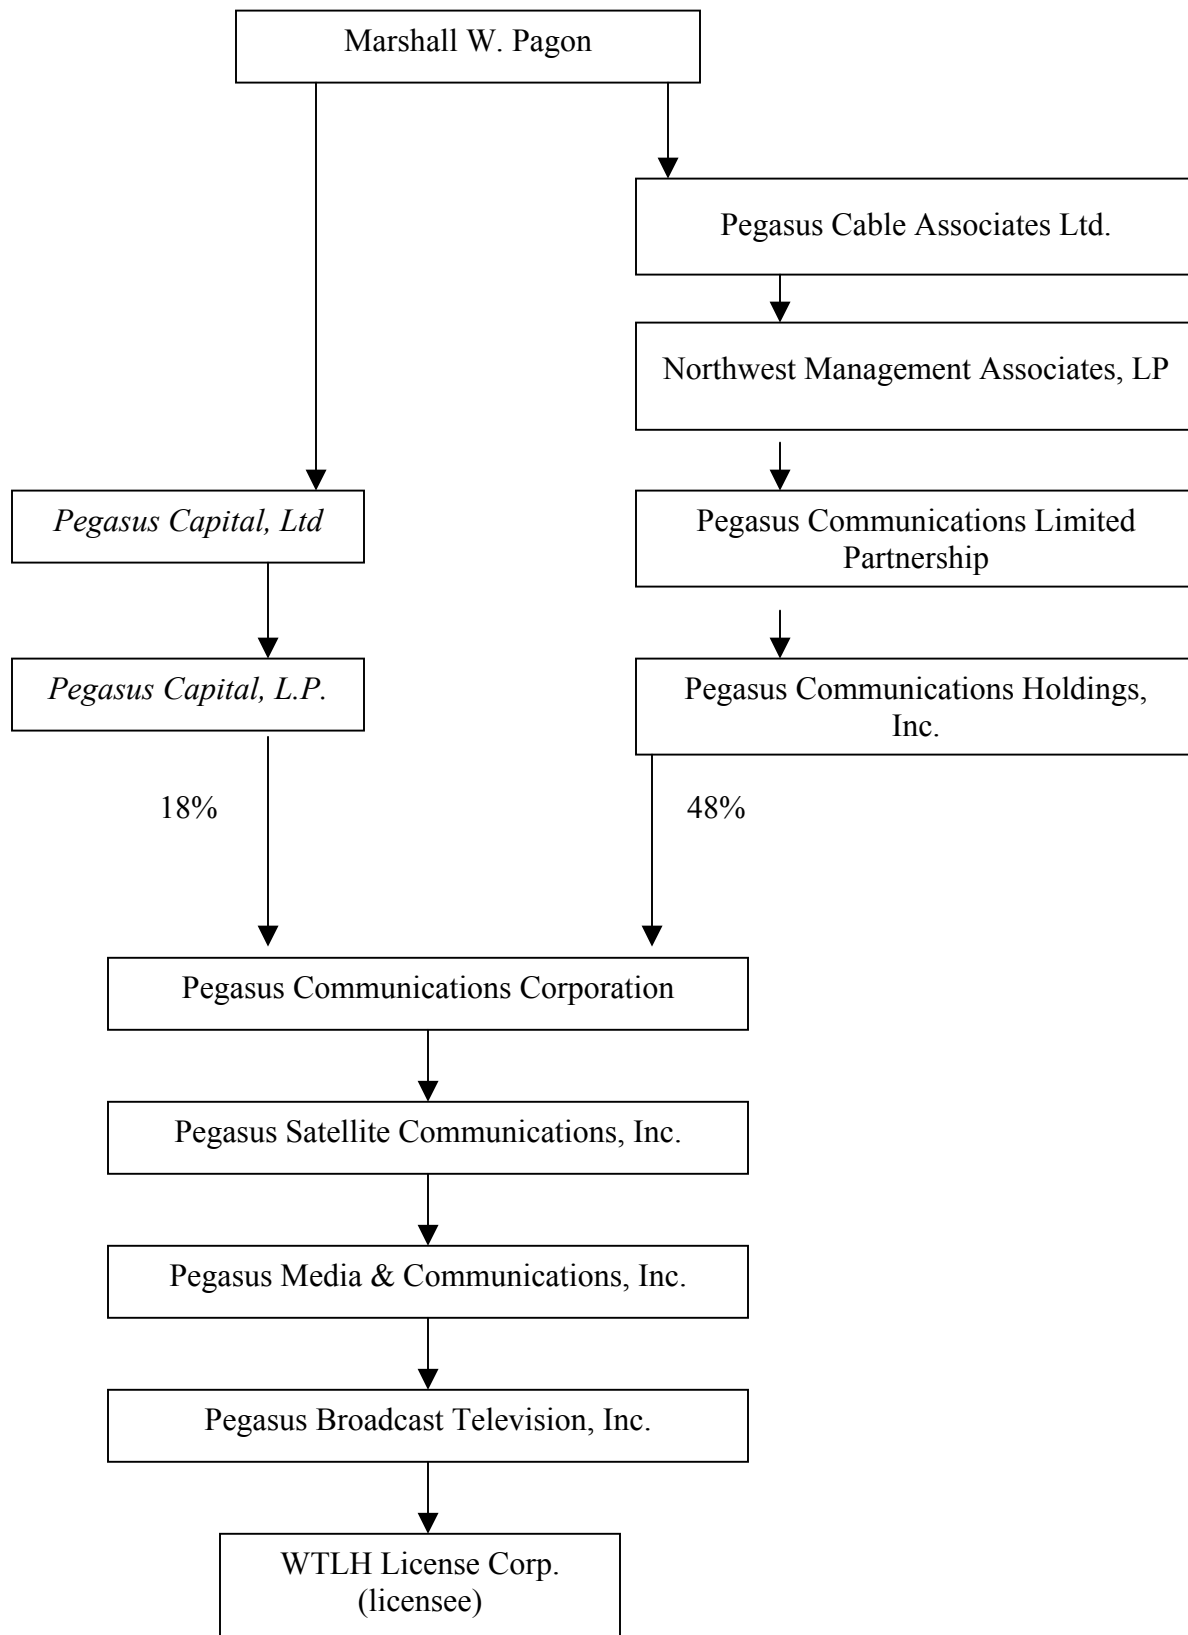 Marshall W. Pagon
Pegasus Cable Associates Ltd.
Northwest Management Associates, LP
Pegasus Capital, Ltd
Pegasus Communications Limited
Partnership
Pegasus Capital, L.P.
Pegasus Communications Holdings,
Inc.
18%
48%
Pegasus Communications Corporation
Pegasus Satellite Communications, Inc.
Pegasus Media & Communications, Inc.
Pegasus Broadcast Television, Inc.
WTLH License Corp.
(licensee)